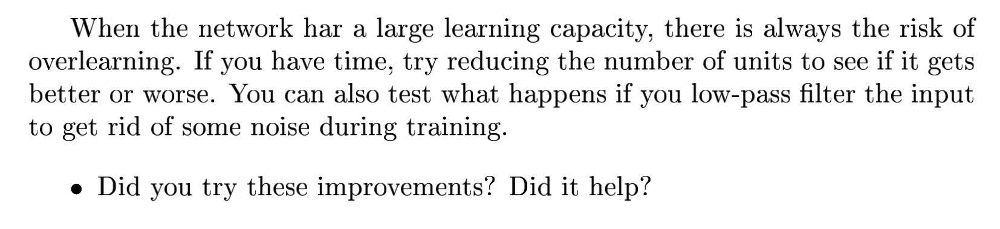 When the network har a large learning capacity, there is always the risk of
overlearning. If you have time, try reducing the number of units to see if it gets
better or worse. You can also test what happens if you low-pass filter the input
to get rid of some noise during training.
• Did you try these improvements? Did it help?